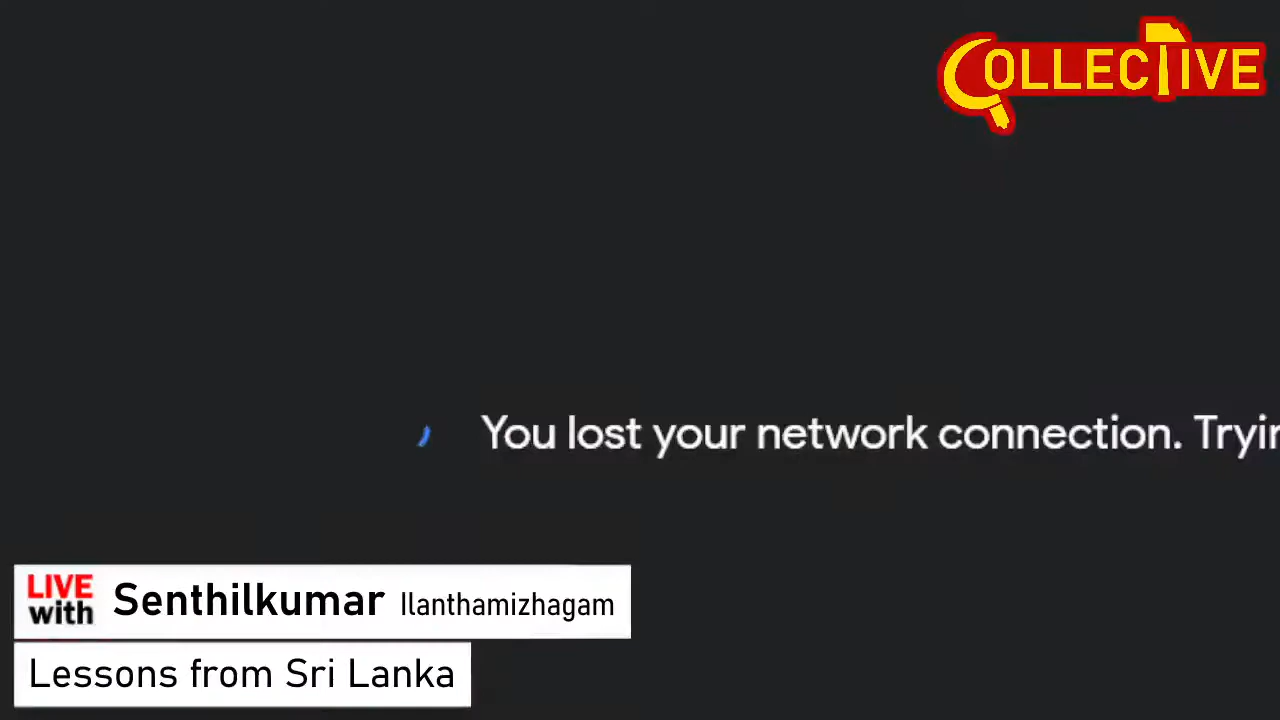 COLLECTIVE
You lost your network connection. Tryin
LIVE with Senthilkumar Ilanthamizhagam
Lessons from Sri Lanka